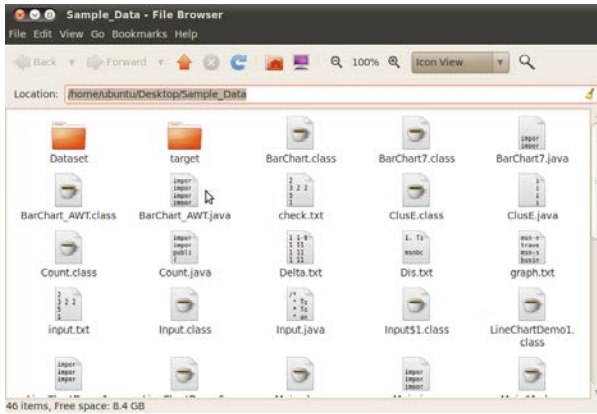 Sample_Data - File Browser
File Edit View Go Bookmarks Help
Back Forward 100% Icon View
Location: /home/ubuntu/Desktop/Sample_Data
Dataset target BarChart.class BarChart7.class BarChart7.java
BarChart_AWT.class BarChart_AWT.java check.txt ClusE.class ClusE.java
Count.class Count.java Delta.txt Dis.txt graph.txt
input.txt Input.class Input.java Input$1.class LineChartDemo1.
class
46 items, Free space: 8.4 GB